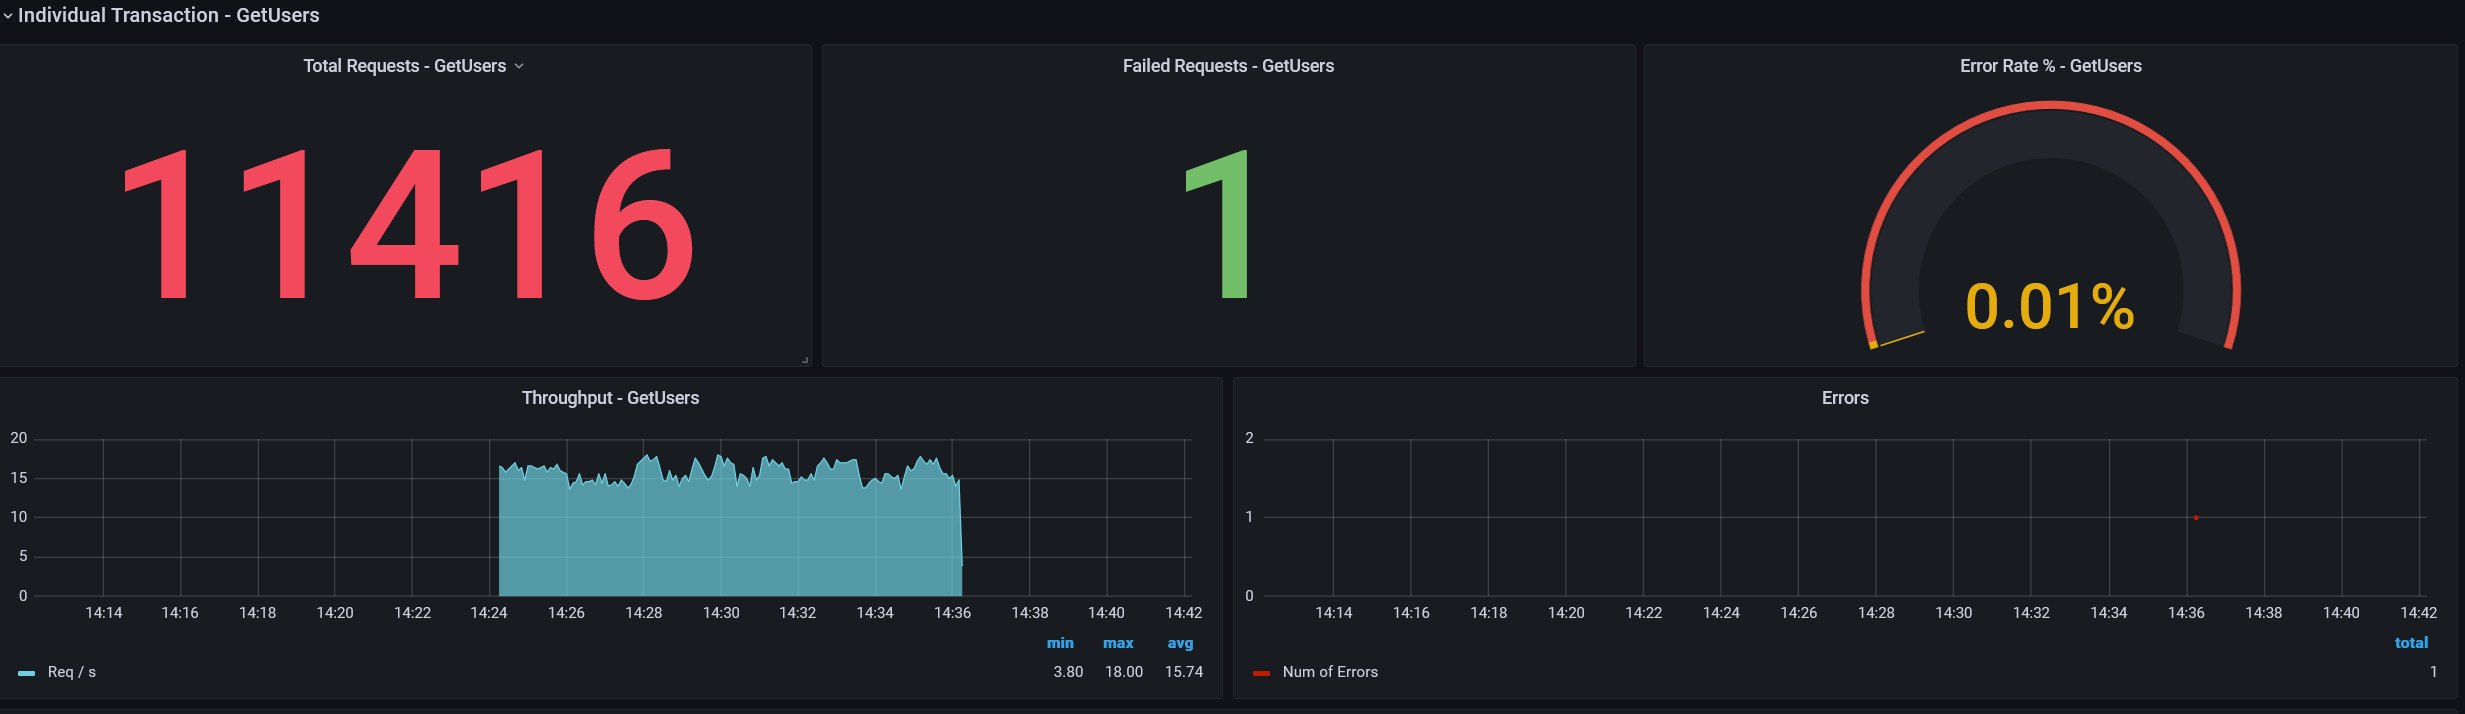 Individual Transaction - GetUsers
Total Requests - GetUsers
Failed Requests - GetUsers
Error Rate % - GetUsers
11416
1
0.01%
Throughput - GetUsers
20
15
10
5
0
14:14 14:16 14:18 14:20 14:22 14:24 14:26 14:28 14:30 14:32 14:34 14:36 14:38 14:40 14:42
min max avg
Req / s 3.80 18.00 15.74
Errors
2
1
0
14:14 14:16 14:18 14:20 14:22 14:24 14:26 14:28 14:30 14:32 14:34 14:36 14:38 14:40 14:42
total
Num of Errors 1